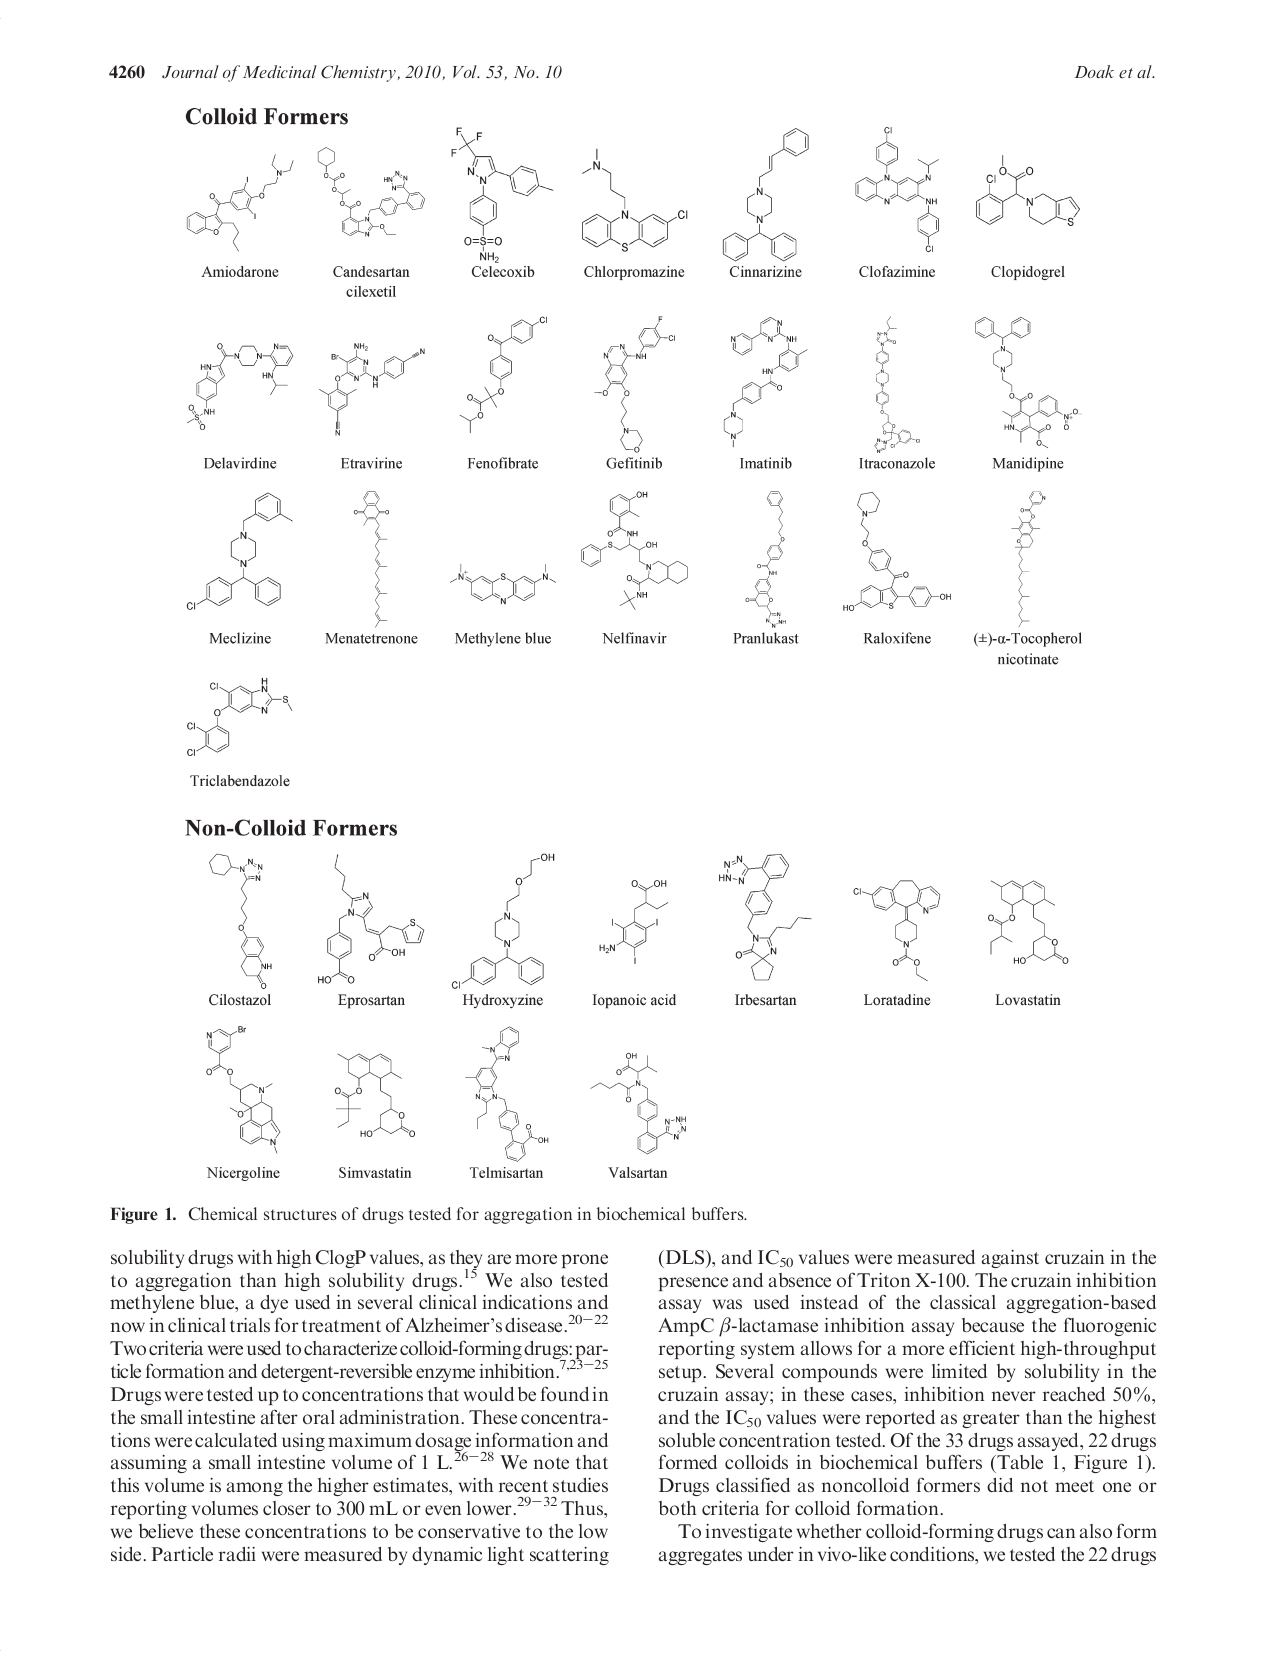 4260 Journal of Medicinal Chemistry, 2010, Vol. 53, No. 10 Doak et al.
Colloid Formers
Amiodarone Candesartan cilexetil Celecoxib Chlorpromazine Cinnarizine Clofazimine Clopidogrel
Delavirdine Etravirine Fenofibrate Gefitinib Imatinib Itraconazole Manidipine
Meclizine Menatetrenone Methylene blue Nelfinavir Pranlukast Raloxifene (±)-α-Tocopherol nicotinate
Triclabendazole
Non-Colloid Formers
Cilostazol Eprosartan Hydroxyzine Iopanoic acid Irbesartan Loratadine Lovastatin
Nicergoline Simvastatin Telmisartan Valsartan
Figure 1. Chemical structures of drugs tested for aggregation in biochemical buffers.
solubility drugs with high ClogP values, as they are more prone
to aggregation than high solubility drugs.15 We also tested
methylene blue, a dye used in several clinical indications and
now in clinical trials for treatment of Alzheimer's disease.20−22
Two criteria were used to characterize colloid-forming drugs: par-
ticle formation and detergent-reversible enzyme inhibition.7,23−25
Drugs were tested up to concentrations that would be found in
the small intestine after oral administration. These concentra-
tions were calculated using maximum dosage information and
assuming a small intestine volume of 1 L.26−28 We note that
this volume is among the higher estimates, with recent studies
reporting volumes closer to 300 mL or even lower.29−32 Thus,
we believe these concentrations to be conservative to the low
side. Particle radii were measured by dynamic light scattering
(DLS), and IC50 values were measured against cruzain in the
presence and absence of Triton X-100. The cruzain inhibition
assay was used instead of the classical aggregation-based
AmpC β-lactamase inhibition assay because the fluorogenic
reporting system allows for a more efficient high-throughput
setup. Several compounds were limited by solubility in the
cruzain assay; in these cases, inhibition never reached 50%,
and the IC50 values were reported as greater than the highest
soluble concentration tested. Of the 33 drugs assayed, 22 drugs
formed colloids in biochemical buffers (Table 1, Figure 1).
Drugs classified as noncolloid formers did not meet one or
both criteria for colloid formation.
To investigate whether colloid-forming drugs can also form
aggregates under in vivo-like conditions, we tested the 22 drugs